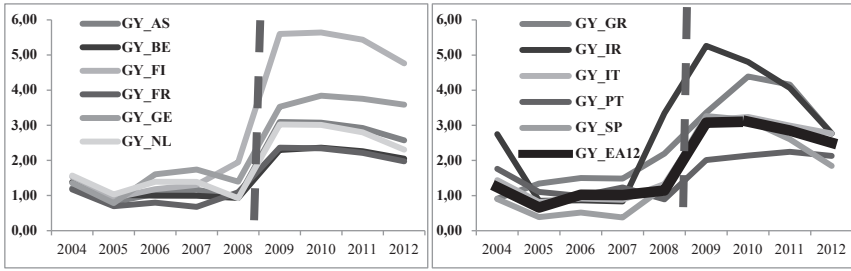 6,00
5,00
4,00
3,00
2,00
1,00
0,00
GY_AS
GY_BE
GY_FI
GY_FR
GY_GE
GY_NL
2004 2005 2006 2007 2008 2009 2010 2011 2012
6,00
5,00
4,00
3,00
2,00
1,00
0,00
GY_GR
GY_IR
GY_IT
GY_PT
GY_SP
GY_EA12
2004 2005 2006 2007 2008 2009 2010 2011 2012